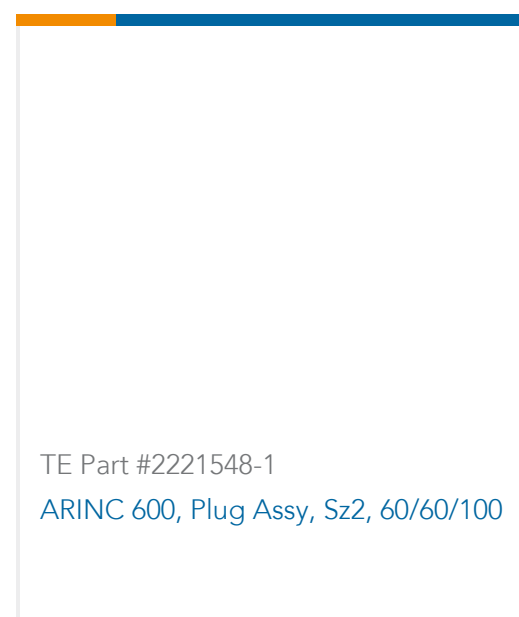 TE Part #2221548-1
ARINC 600, Plug Assy, Sz2, 60/60/100